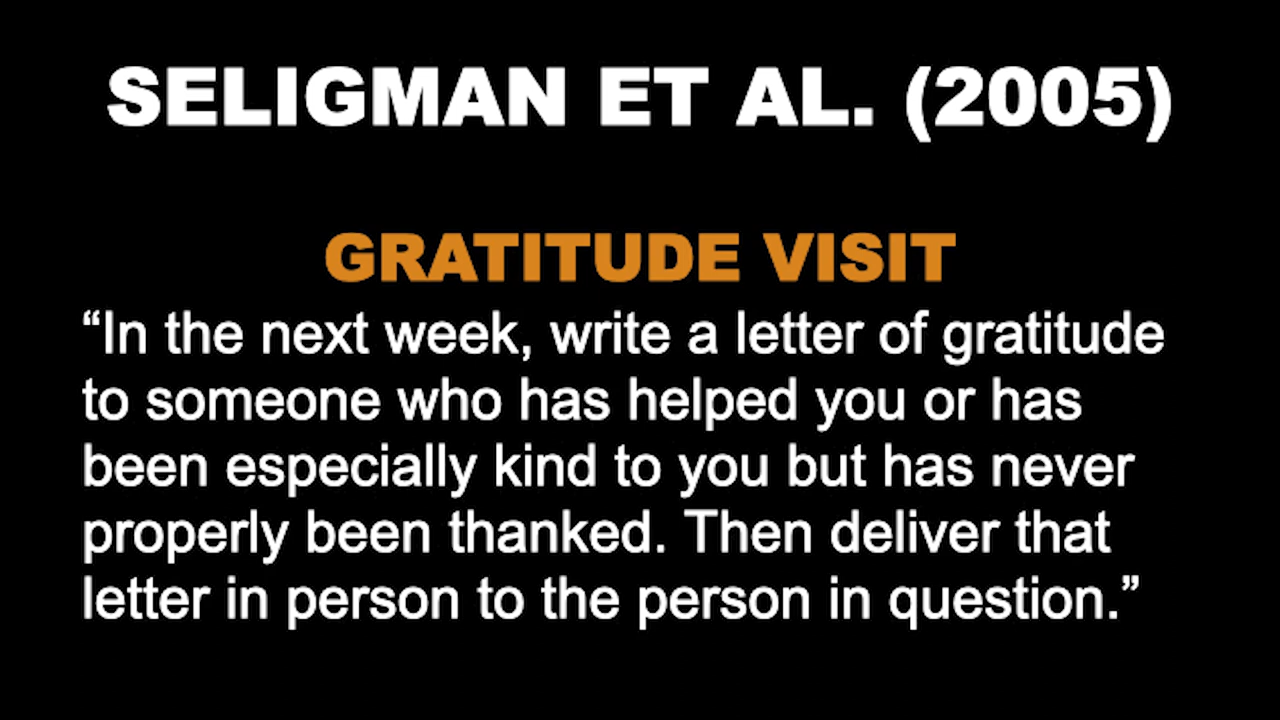 SELIGMAN ET AL. (2005)
GRATITUDE VISIT
“In the next week, write a letter of gratitude
to someone who has helped you or has
been especially kind to you but has never
properly been thanked. Then deliver that
letter in person to the person in question.”